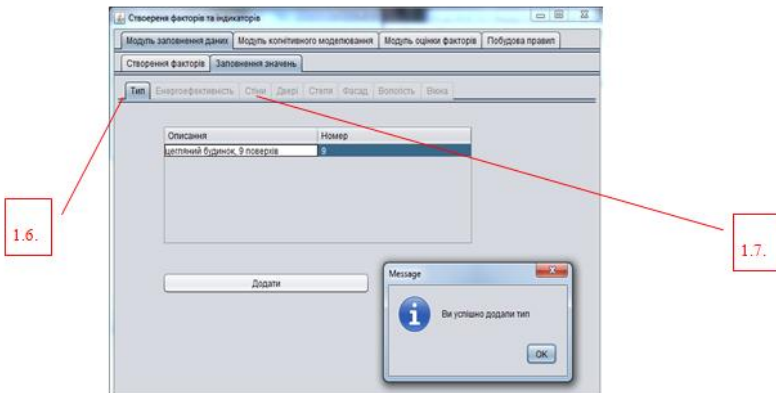 Створеня факторів та індикаторів
Модуль заповнення даних Модуль когнітивного моделювання Модуль оцінки факторів Побудова правил
Створення факторів Заповнення значень
Тип Енергоефективність Стіни Двері Стеля Фасад Вологість Вікна
Описання Номер
цегляний будинок, 9 поверхів 9
1.6.
1.7.
Додати
Message
Ви успішно додали тип
OK